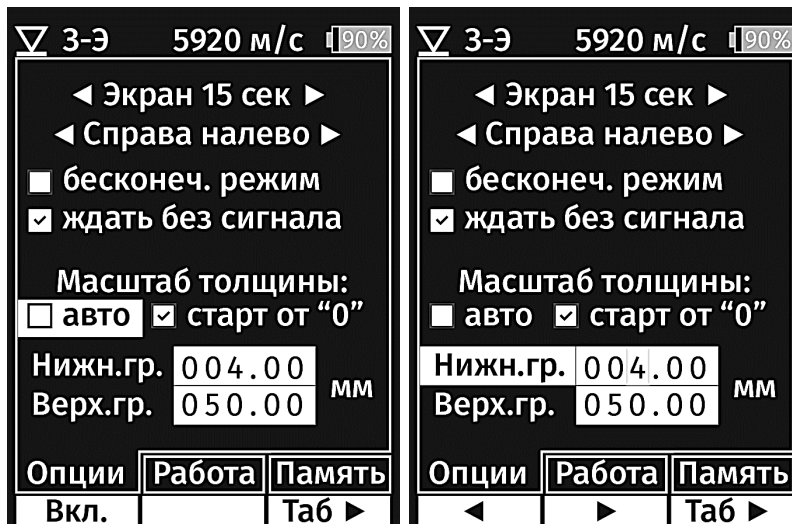 З-Э 5920 м/с 90%
◄ Экран 15 сек ►
◄ Справа налево ►
бесконеч. режим
ждать без сигнала
Масштаб толщины:
авто старт от “0”
Нижн.гр. 004.00
Верх.гр. 050.00
мм
Опции Работа Память
Вкл. Таб ►
З-Э 5920 м/с 90%
◄ Экран 15 сек ►
◄ Справа налево ►
бесконеч. режим
ждать без сигнала
Масштаб толщины:
авто старт от “0”
Нижн.гр. 004.00
Верх.гр. 050.00
мм
Опции Работа Память
◄ ► Таб ►